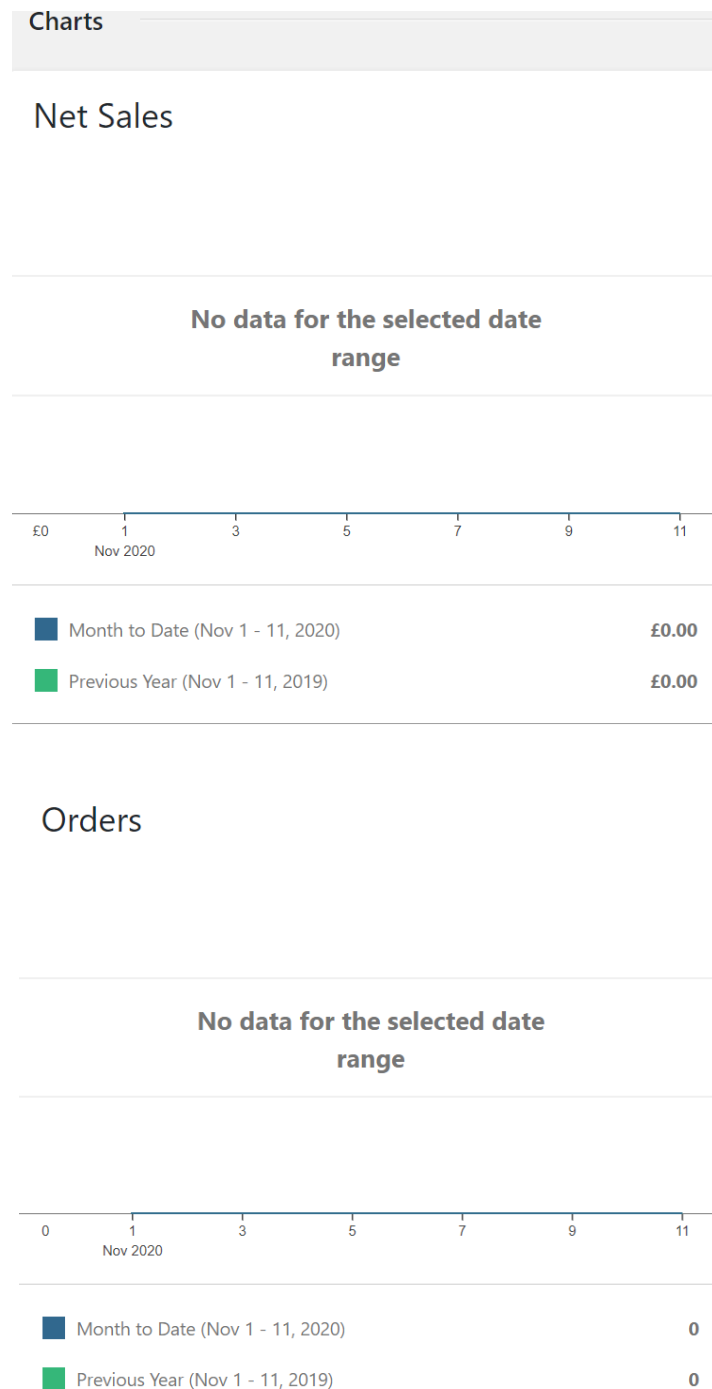 Charts
Net Sales
No data for the selected date
range
£0 1 3 5 7 9 11
Nov 2020
Month to Date (Nov 1 - 11, 2020) £0.00
Previous Year (Nov 1 - 11, 2019) £0.00
Orders
No data for the selected date
range
0 1 3 5 7 9 11
Nov 2020
Month to Date (Nov 1 - 11, 2020) 0
Previous Year (Nov 1 - 11, 2019) 0